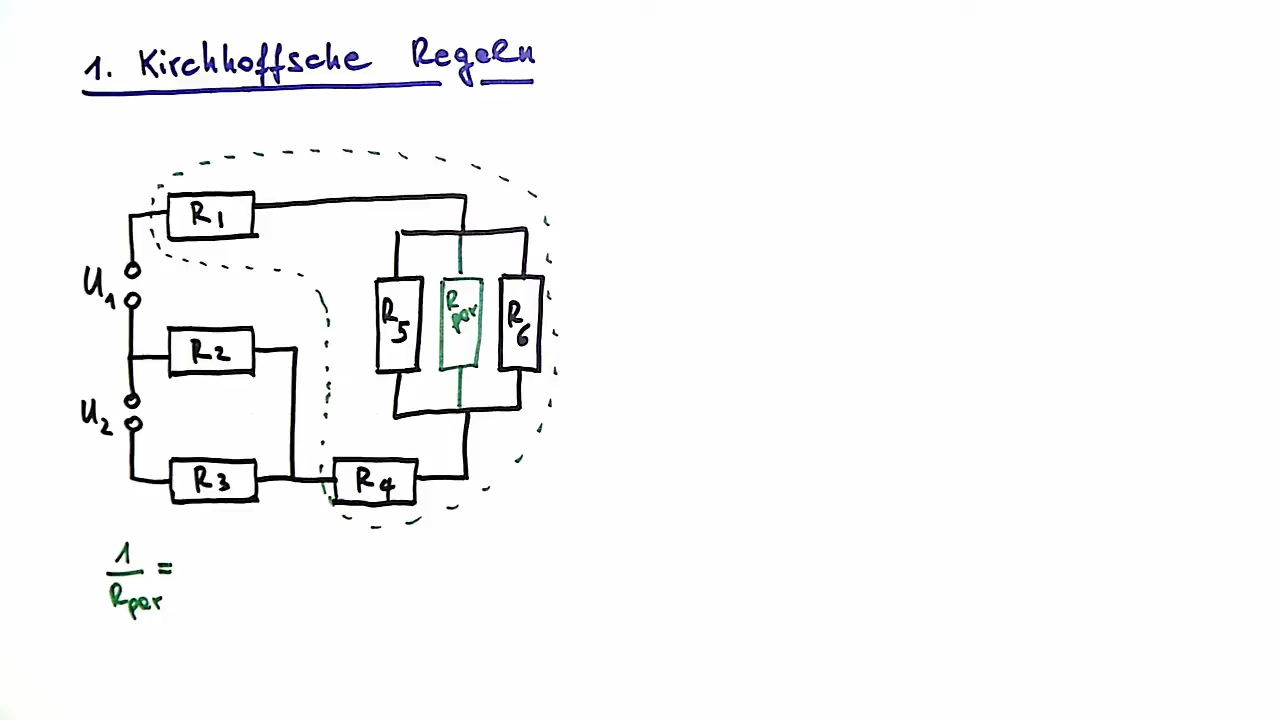 1. Kirchhoffsche Regeln
R1
U1
R5
Rpar
R6
R2
U2
R3
R4
1/Rpar =